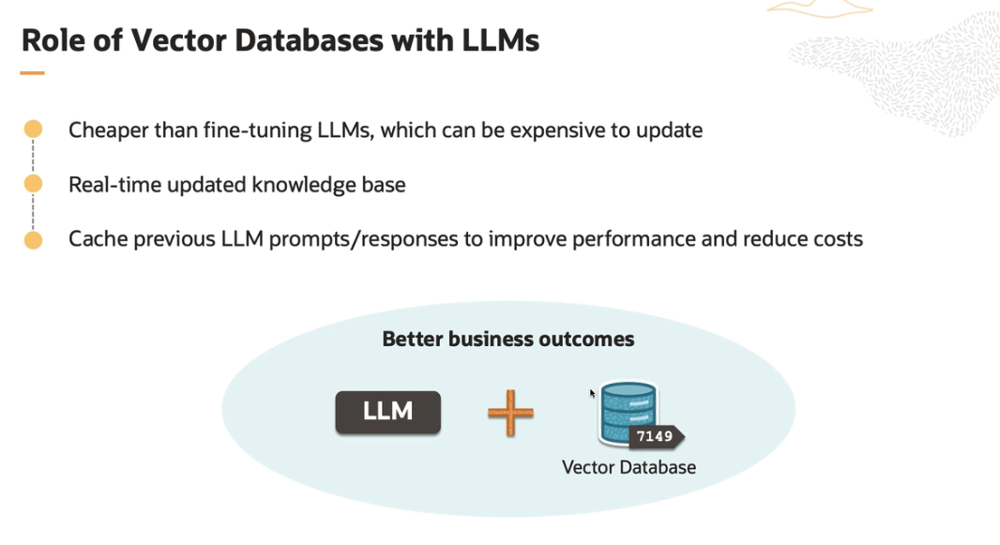 Role of Vector Databases with LLMs
Cheaper than fine-tuning LLMs, which can be expensive to update
Real-time updated knowledge base
Cache previous LLM prompts/responses to improve performance and reduce costs
Better business outcomes
LLM
7149
Vector Database